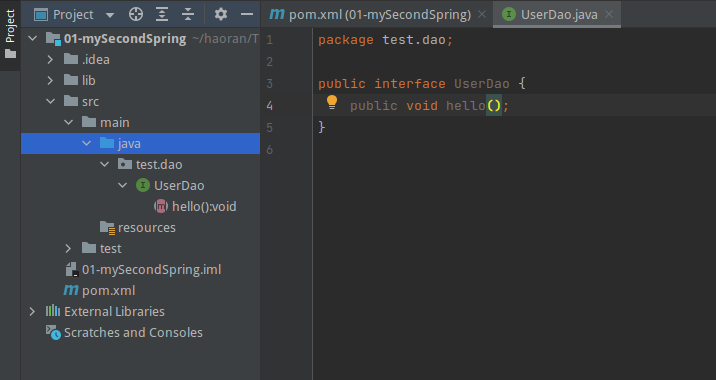 Project
Project
01-mySecondSpring ~/haoran/T
.idea
lib
src
main
java
test.dao
UserDao
hello():void
resources
test
01-mySecondSpring.iml
pom.xml
External Libraries
Scratches and Consoles
pom.xml (01-mySecondSpring)
UserDao.java
1 package test.dao;
2
3 public interface UserDao {
4 public void hello();
5 }
6